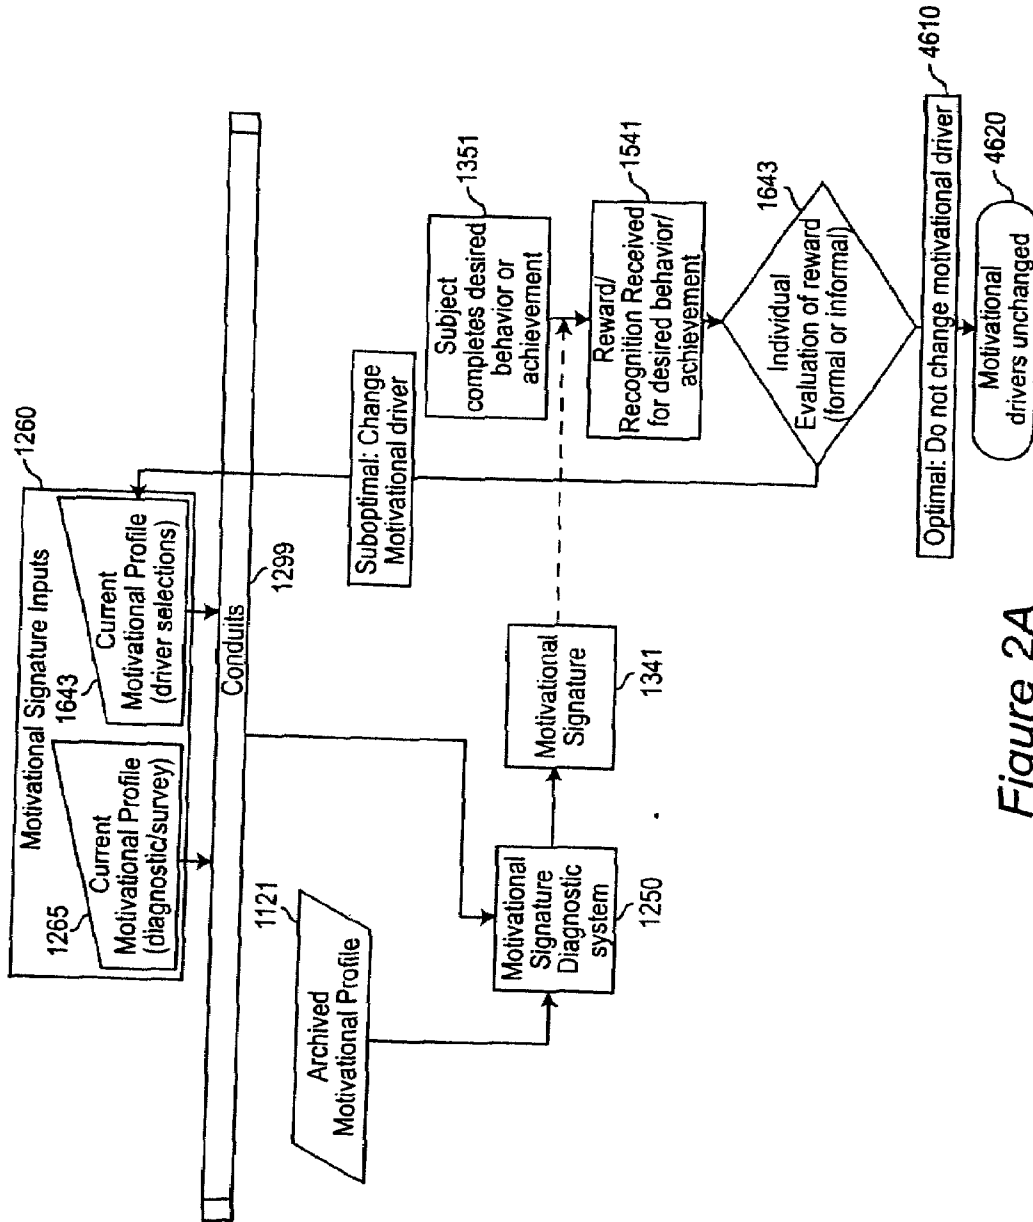 Motivational Signature Inputs
1260
1265
Current
Motivational Profile
(diagnostic/survey)
1643
Current
Motivational Profile
(driver selections)
Conduits
1299
1121
Archived
Motivational Profile
Suboptimal: Change
Motivational driver
Subject
completes desired
behavior or
achievement
1351
Motivational
Signature
Diagnostic
system
1250
Motivational
Signature
1341
Reward/
Recognition Received
for desired behavior/
achievement
1541
Individual
Evaluation of reward
(formal or informal)
1643
Optimal: Do not change motivational driver
4610
Motivational
drivers unchanged
4620
Figure 2A